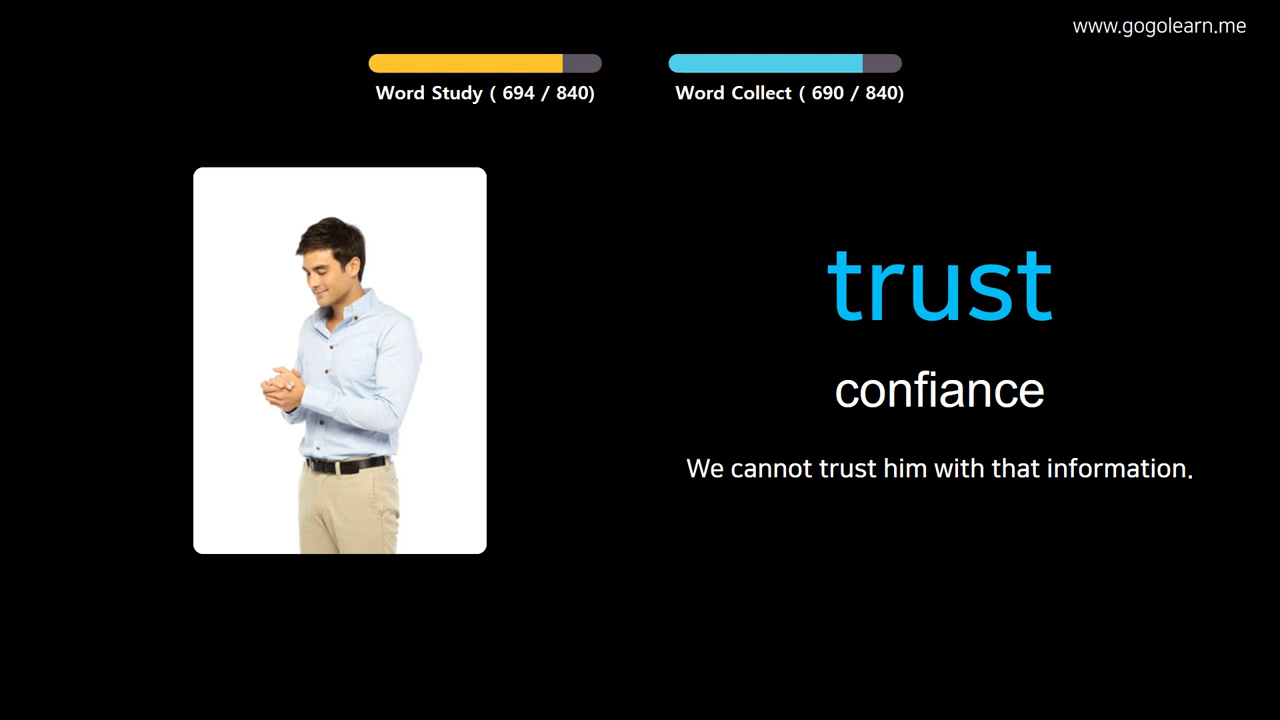 www.gogolearn.me
Word Study ( 694 / 840)
Word Collect ( 690 / 840)
trust
confiance
We cannot trust him with that information.